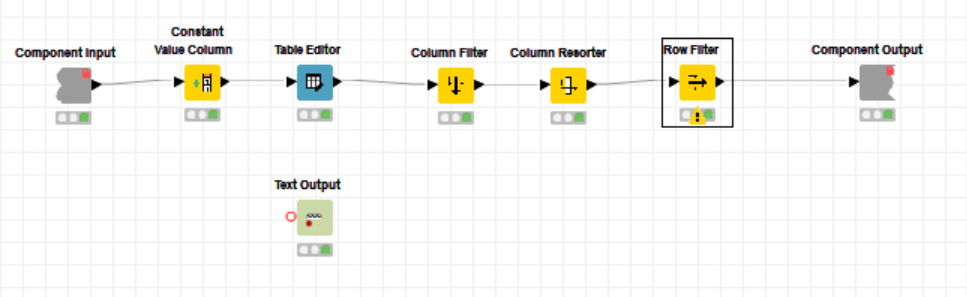 Constant
Component Input
Value Column
Table Editor
Column Filter
Column Resorter
Row Filter
Component Output
Text Output